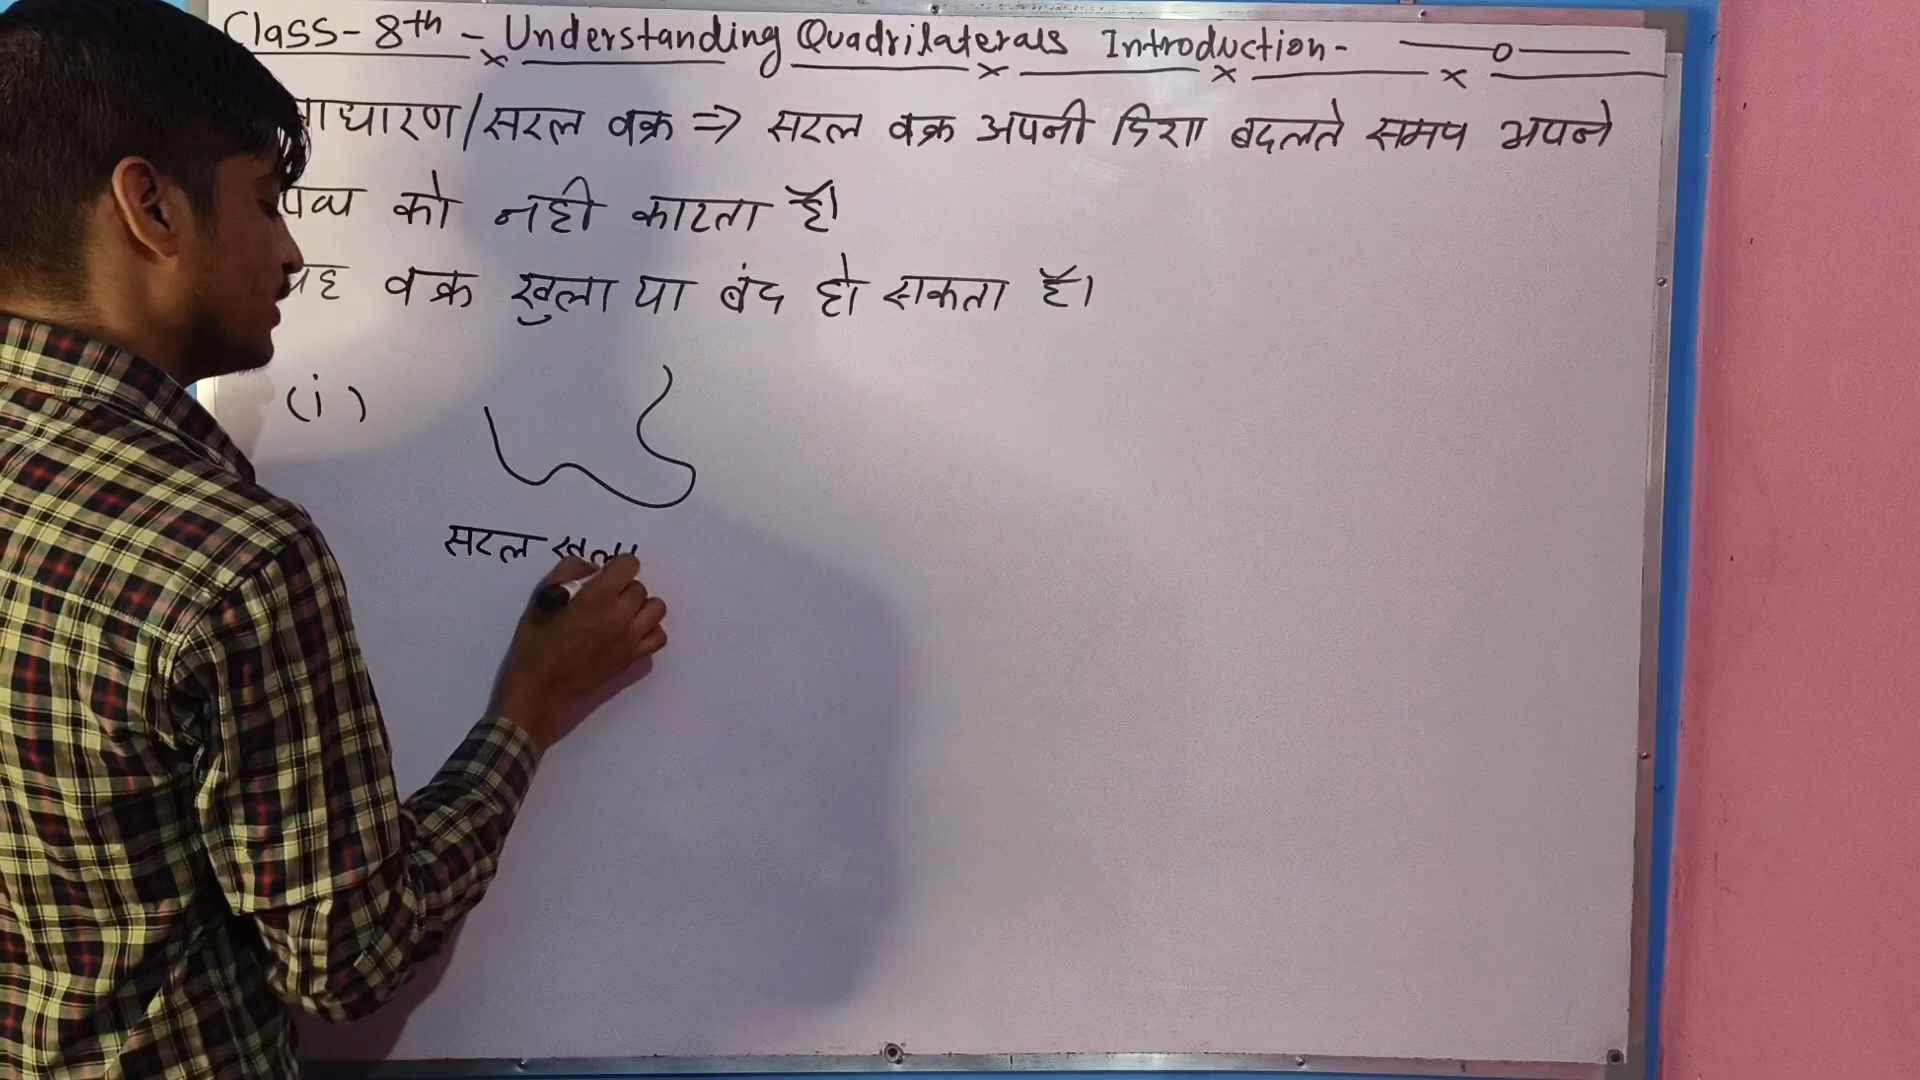 Class-8th - Understanding Quadrilaterals Introduction-
साधारण/सरल वक्र ⇒ सरल वक्र अपनी दिशा बदलते समय अपने
को नही काटता है।
यह वक्र खुला या बंद हो सकता है।
(i)
सरल खुला